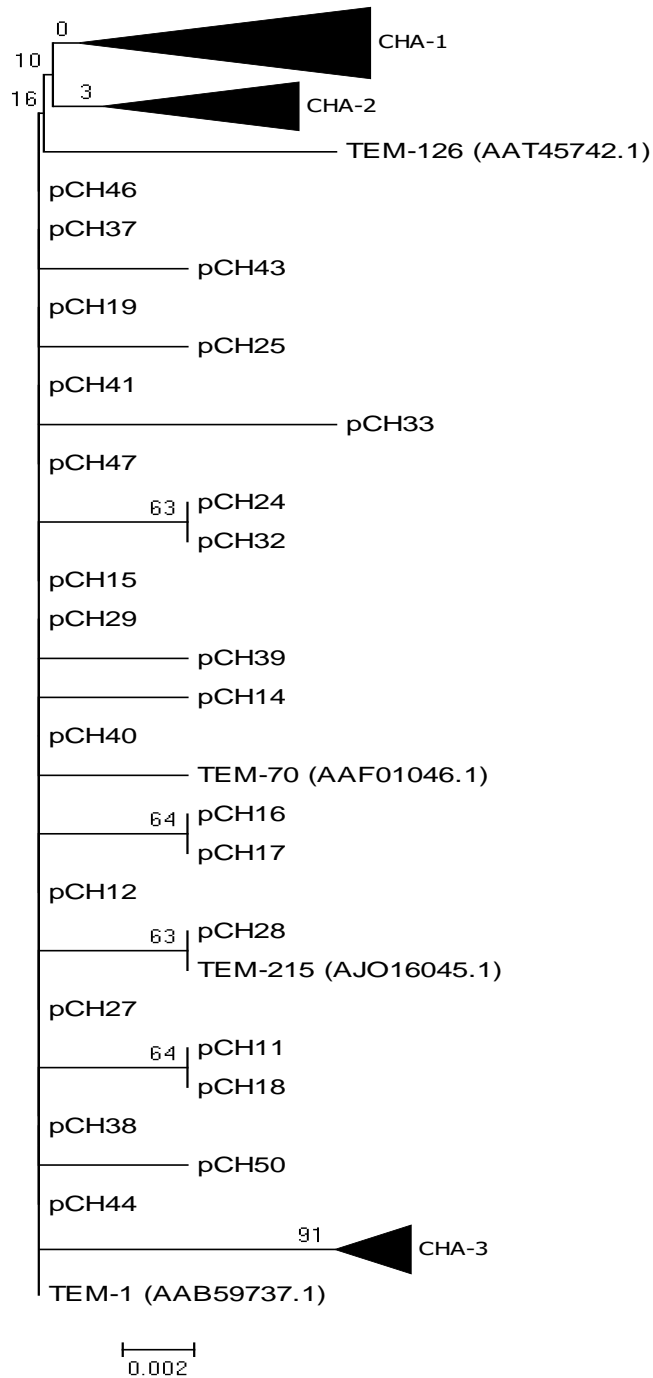 0
CHA-1
10
16
3
CHA-2
TEM-126 (AAT45742.1)
pCH46
pCH37
pCH43
pCH19
pCH25
pCH41
pCH33
pCH47
63
pCH24
pCH32
pCH15
pCH29
pCH39
pCH14
pCH40
TEM-70 (AAF01046.1)
64
pCH16
pCH17
pCH12
63
pCH28
TEM-215 (AJO16045.1)
pCH27
64
pCH11
pCH18
pCH38
pCH50
pCH44
91
CHA-3
TEM-1 (AAB59737.1)
0.002